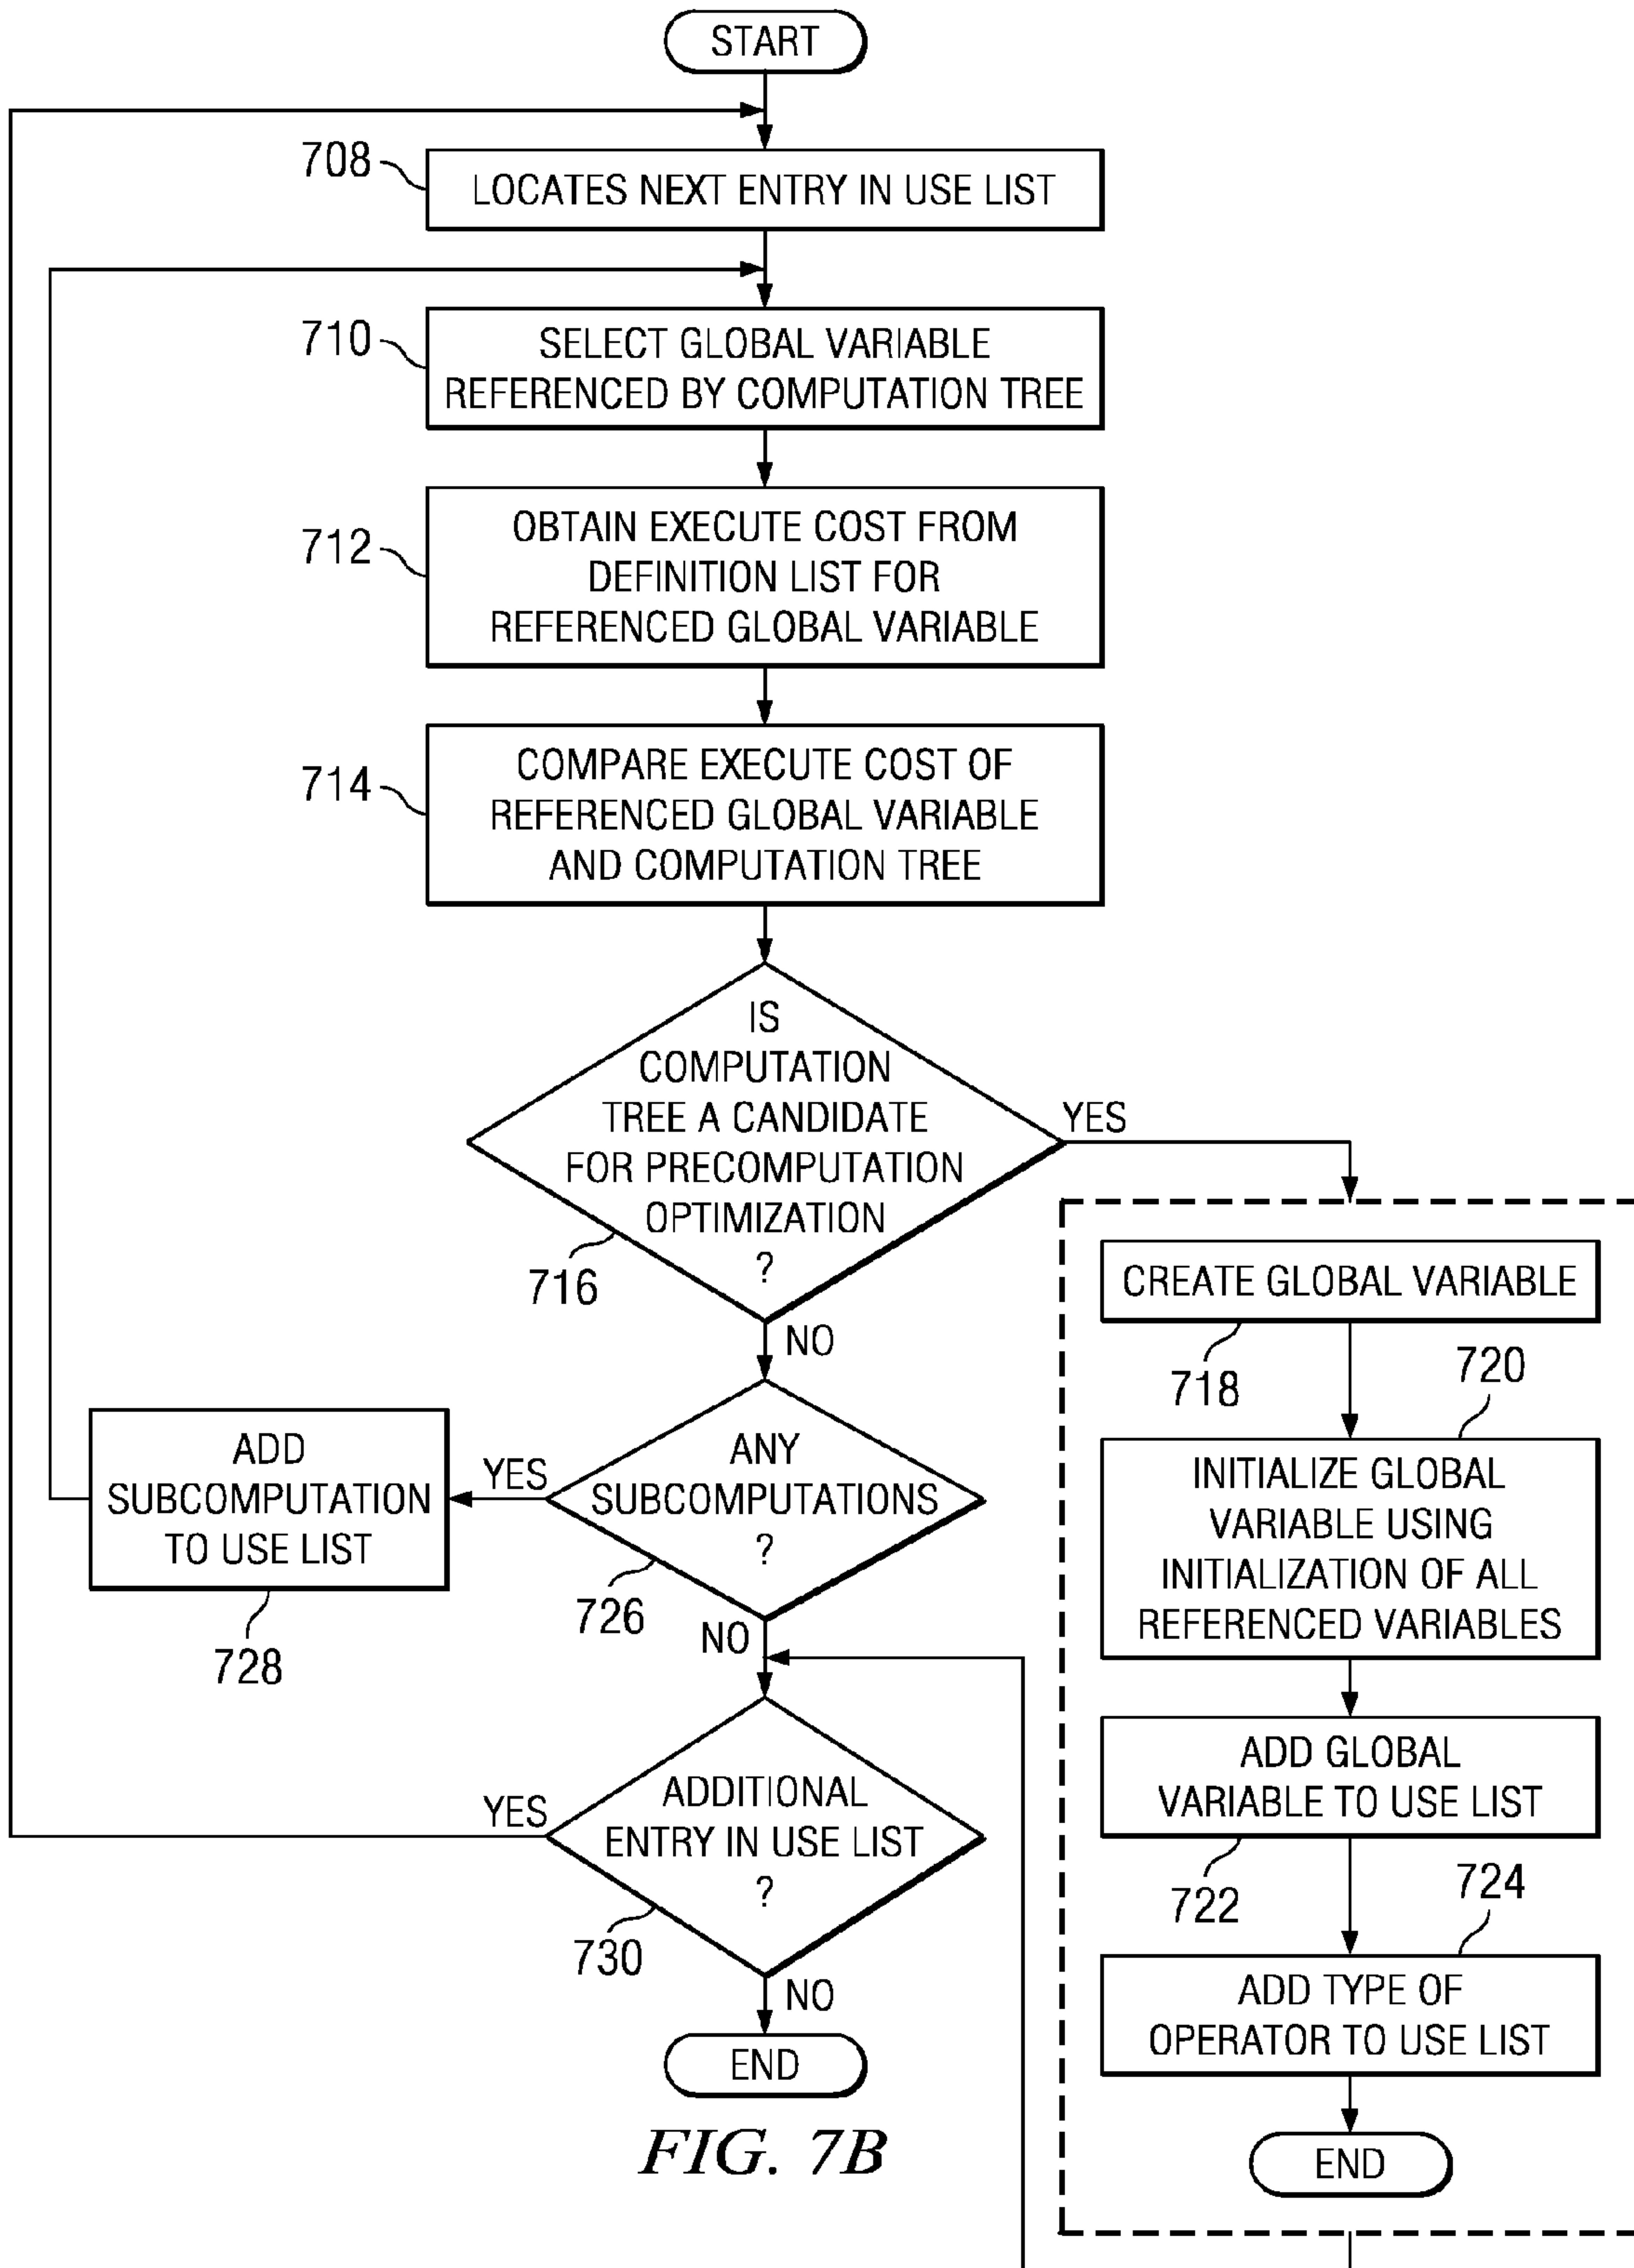 START
708
LOCATES NEXT ENTRY IN USE LIST
710
SELECT GLOBAL VARIABLE
REFERENCED BY COMPUTATION TREE
712
OBTAIN EXECUTE COST FROM
DEFINITION LIST FOR
REFERENCED GLOBAL VARIABLE
714
COMPARE EXECUTE COST OF
REFERENCED GLOBAL VARIABLE
AND COMPUTATION TREE
IS
COMPUTATION
TREE A CANDIDATE
FOR PRECOMPUTATION
OPTIMIZATION
?
716
YES
NO
CREATE GLOBAL VARIABLE
718
720
INITIALIZE GLOBAL
VARIABLE USING
INITIALIZATION OF ALL
REFERENCED VARIABLES
ADD GLOBAL
VARIABLE TO USE LIST
722
724
ADD TYPE OF
OPERATOR TO USE LIST
END
ANY
SUBCOMPUTATIONS
?
726
YES
NO
ADD
SUBCOMPUTATION
TO USE LIST
728
ADDITIONAL
ENTRY IN USE LIST
?
730
YES
NO
END
FIG. 7B